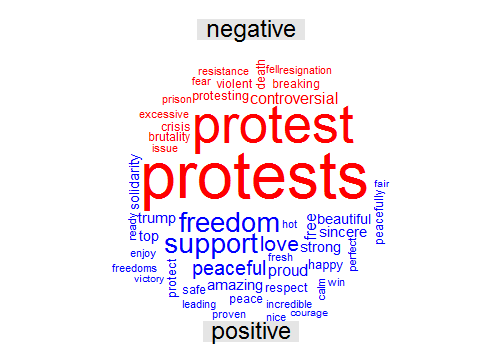 negative
resistance
fell
resignation
death
fear
violent
breaking
prison
protesting
controversial
excessive
protest
crisis
brutality
issue
protests
solidarity
fair
peacefully
ready
trump
freedom
hot
free
beautiful
top
support
love
strong
sincere
perfect
enjoy
fresh
freedoms
protect
peaceful
proud
happy
victory
safe
amazing
respect
calm
win
leading
peace
incredible
proven
nice
courage
positive